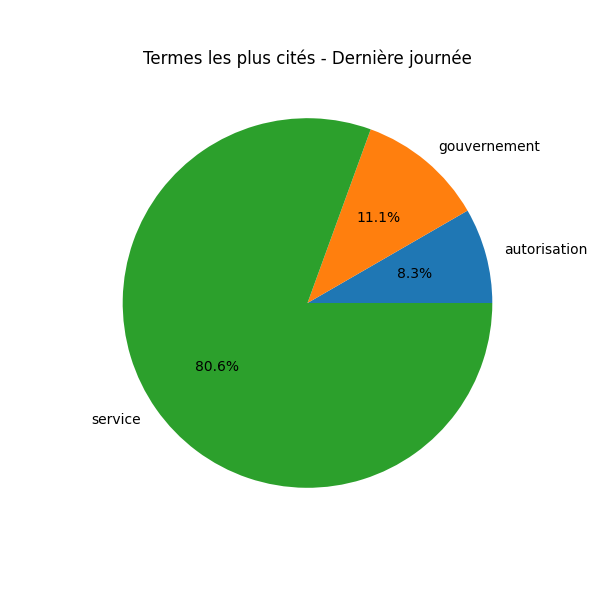 Termes les plus cités - Dernière journée
gouvernement
11.1%
autorisation
8.3%
80.6%
service